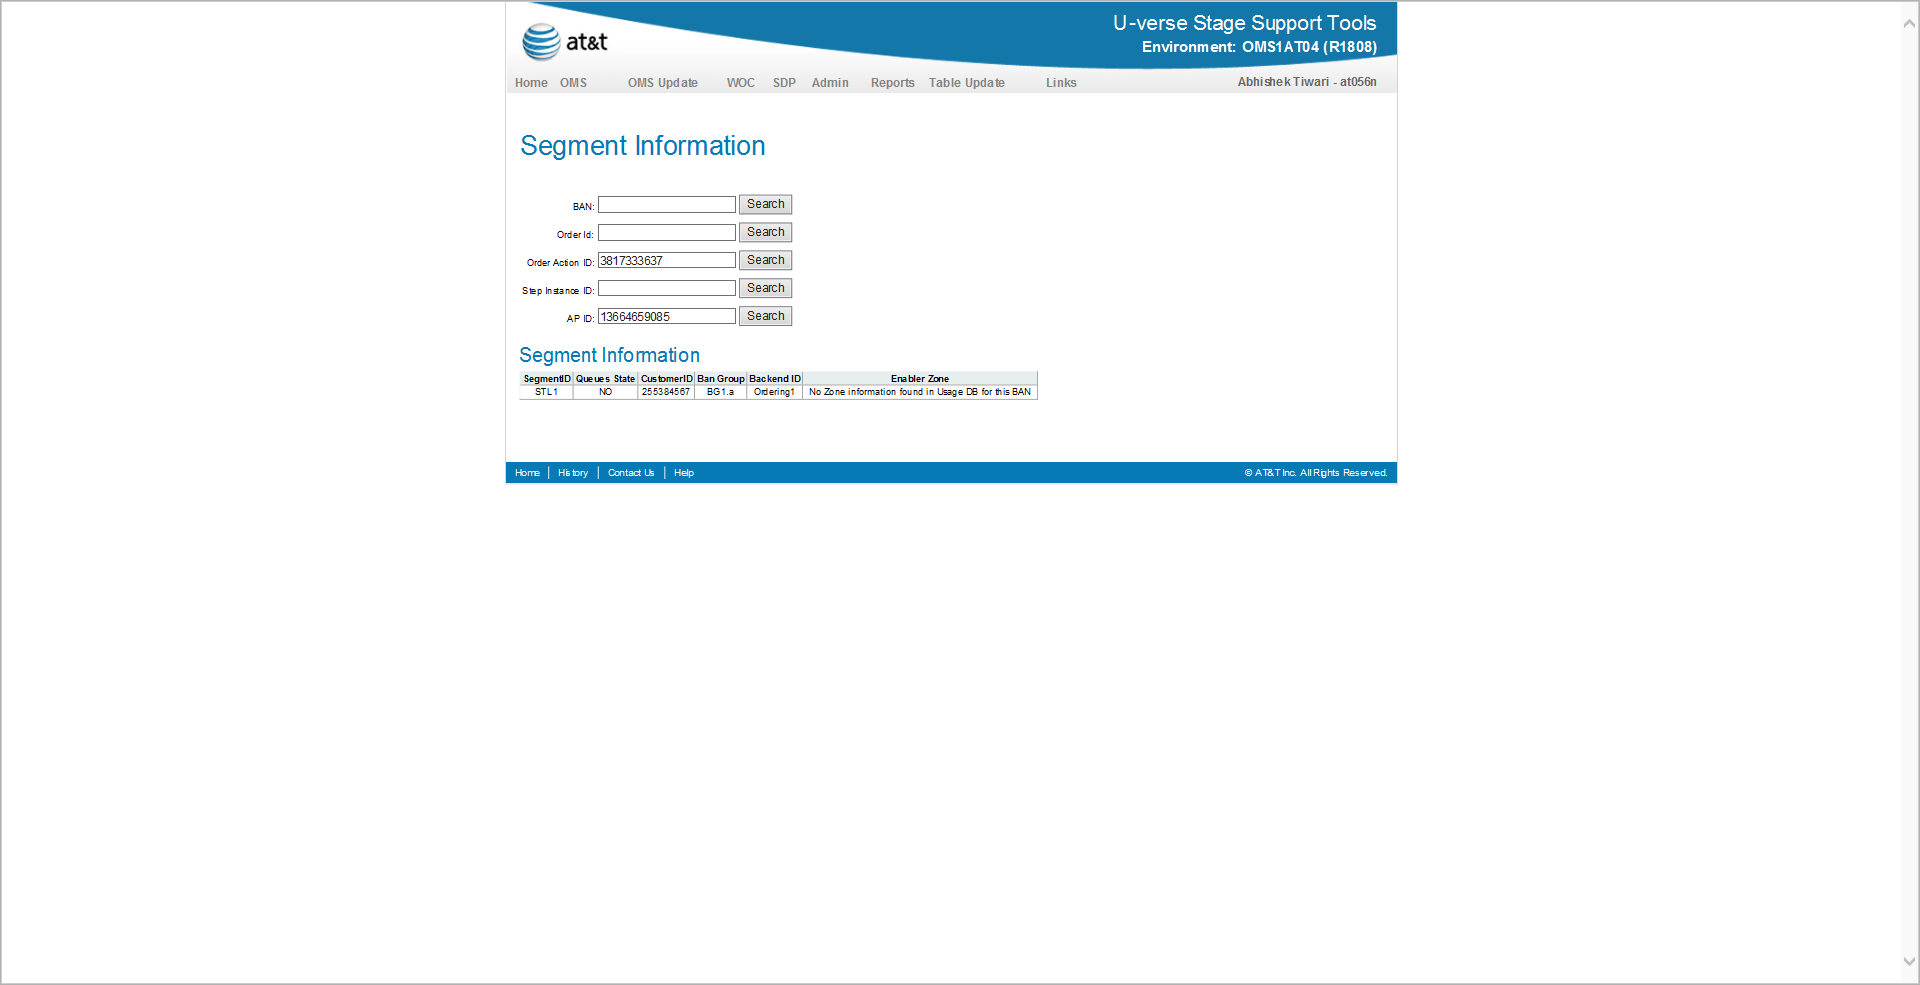 U-verse Stage Support Tools
at&t
Environment: OMS1AT04 (R1808)
Home OMS OMS Update WOC SDP Admin Reports Table Update Links Abhishek Tiwari - at056n
Segment Information
BAN: Search
Order Id: Search
Order Action ID: 3817333637 Search
Step Instance ID: Search
AP ID: 13664659085 Search
Segment Information
SegmentID Queues State CustomerID Ban Group Backend ID Enabler Zone
STL1 NO 255384567 BG1.a Ordering1 No Zone information found in Usage DB for this BAN
Home | History | Contact Us | Help © AT&T Inc. All Rights Reserved.